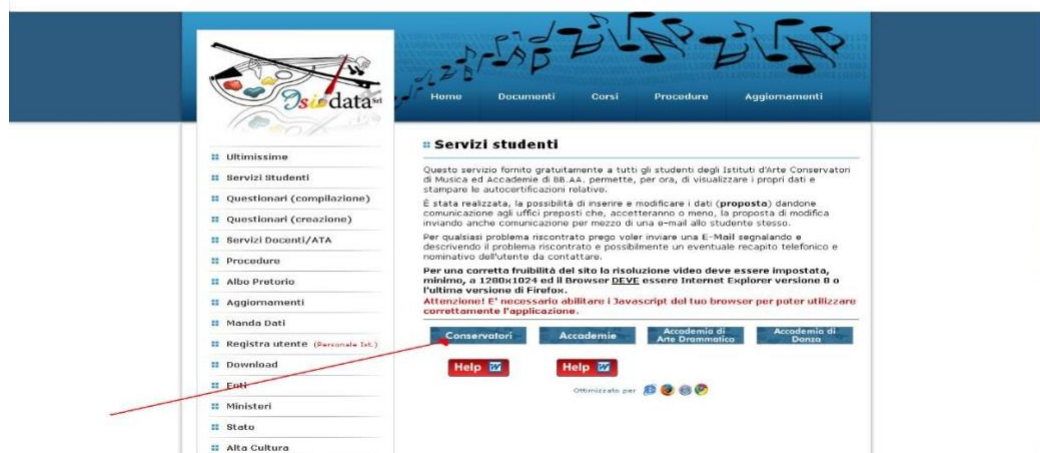 Isidata Srl
Home Documenti Corsi Procedure Aggiornamenti
Ultimissime
Servizi Studenti
Questionari (compilazione)
Questionari (creazione)
Servizi Docenti/ATA
Procedure
Albo Pretorio
Aggiornamenti
Manda Dati
Registra utente (Personale Ist.)
Download
Enti
Ministeri
Stato
Alta Cultura
Servizi studenti
Questo servizio fornito gratuitamente a tutti gli studenti degli Istituti d'Arte Conservatori
di Musica ed Accademie di BB.AA. permette, per ora, di visualizzare i propri dati e
stampare le autocertificazioni relative.
È stata realizzata, la possibilità di inserire e modificare i dati (proposta) dandone
comunicazione agli uffici preposti che, accetteranno o meno, la proposta di modifica
inviando anche comunicazione per mezzo di una e-mail allo studente stesso.
Per qualsiasi problema riscontrato prego voler inviare una E-Mail segnalando e
descrivendo il problema riscontrato e possibilmente un eventuale recapito telefonico e
nominativo dell'utente da contattare.
Per una corretta fruibilità del sito la risoluzione video deve essere impostata,
minimo, a 1280x1024 ed il Browser DEVE essere Internet Explorer versione 8 o
l'ultima versione di Firefox.
Attenzione! E' necessario abilitare i Javascript del tuo browser per poter utilizzare
correttamente l'applicazione.
Conservatori Accademie Accademia di Arte Drammatica Accademia di Danza
Help Help
Ottimizzato per